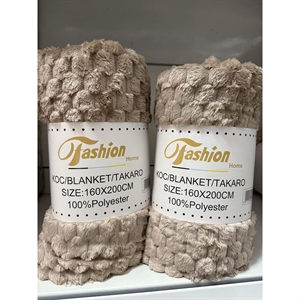 Fashion
Home
KOC/BLANKET/TAKARO
SIZE:160X200CM
100%Polyester
Fashion
Home
KOC/BLANKET/TAKARO
SIZE:160X200CM
100%Polyester